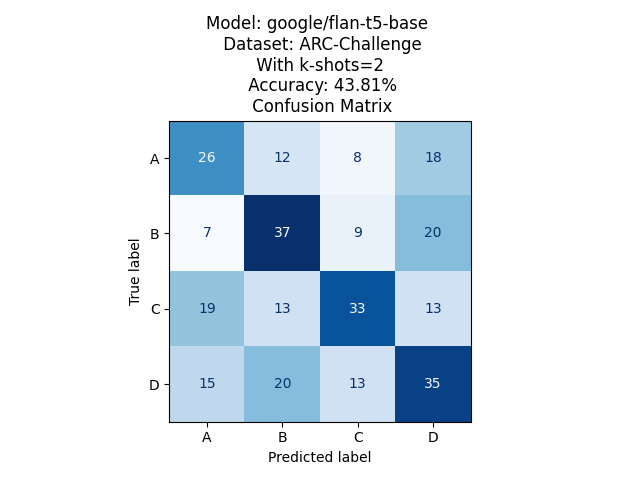 Model: google/flan-t5-base
Dataset: ARC-Challenge
With k-shots=2
Accuracy: 43.81%
Confusion Matrix
A 26 12 8 18
B 7 37 9 20
True label
C 19 13 33 13
D 15 20 13 35
A B C D
Predicted label